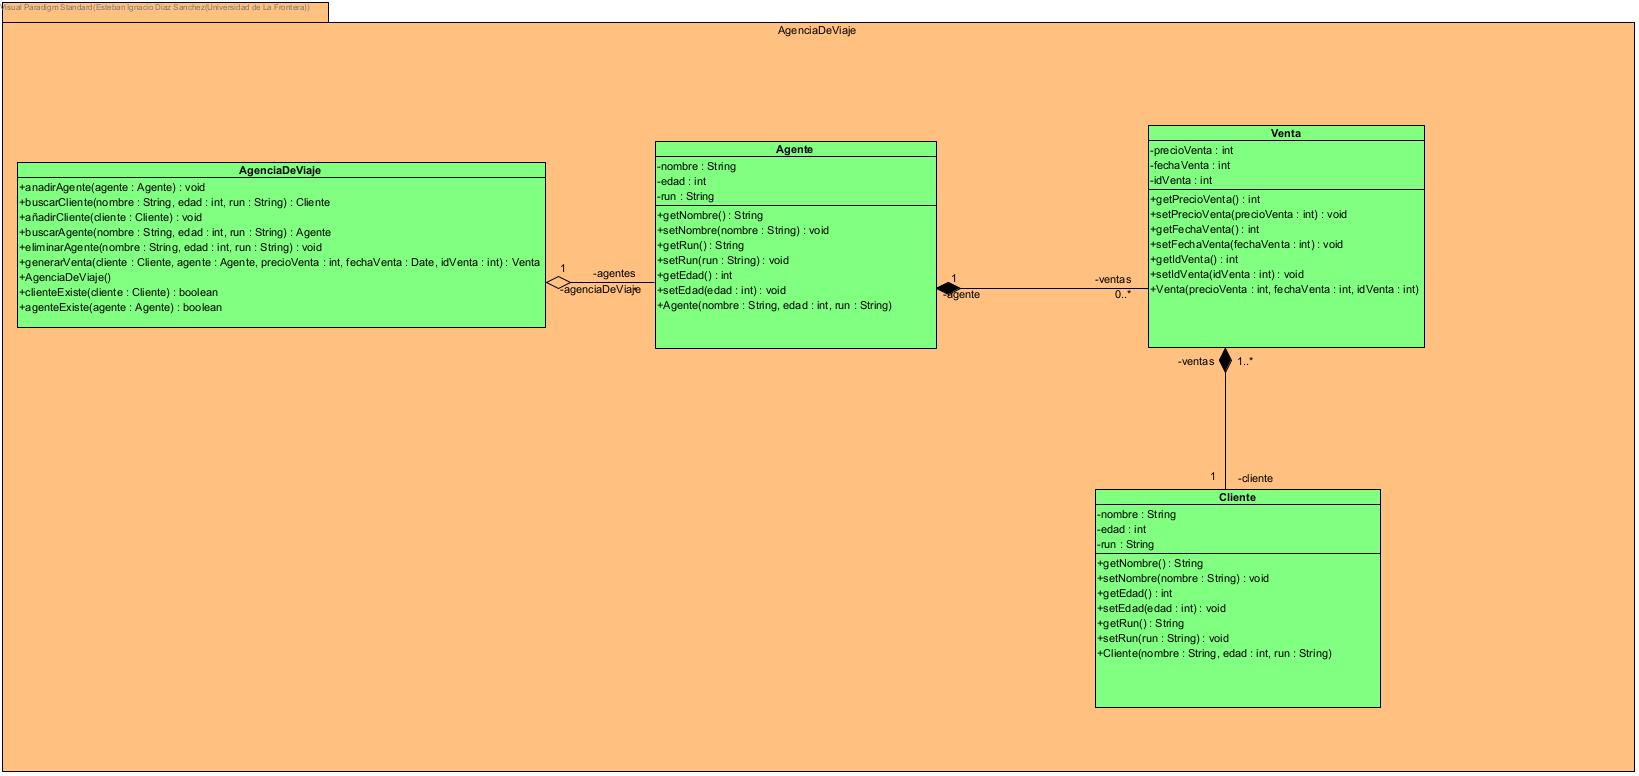 Visual Paradigm Standard(Esteban Ignacio Diaz Sanchez(Universidad de La Frontera))
AgenciaDeViaje
AgenciaDeViaje
+anadirAgente(agente : Agente) : void
+buscarCliente(nombre : String, edad : int, run : String) : Cliente
+añadirCliente(cliente : Cliente) : void
+buscarAgente(nombre : String, edad : int, run : String) : Agente
+eliminarAgente(nombre : String, edad : int, run : String) : void
+generarVenta(cliente : Cliente, agente : Agente, precioVenta : int, fechaVenta : Date, idVenta : int) : Venta
+AgenciaDeViaje()
+clienteExiste(cliente : Cliente) : boolean
+agenteExiste(agente : Agente) : boolean
1
-agentes
-agenciaDeViaje
*
Agente
-nombre : String
-edad : int
-run : String
+getNombre() : String
+setNombre(nombre : String) : void
+getRun() : String
+setRun(run : String) : void
+getEdad() : int
+setEdad(edad : int) : void
+Agente(nombre : String, edad : int, run : String)
1
-agente
-ventas
0..*
Venta
-precioVenta : int
-fechaVenta : int
-idVenta : int
+getPrecioVenta() : int
+setPrecioVenta(precioVenta : int) : void
+getFechaVenta() : int
+setFechaVenta(fechaVenta : int) : void
+getIdVenta() : int
+setIdVenta(idVenta : int) : void
+Venta(precioVenta : int, fechaVenta : int, idVenta : int)
-ventas 1..*
1 -cliente
Cliente
-nombre : String
-edad : int
-run : String
+getNombre() : String
+setNombre(nombre : String) : void
+getEdad() : int
+setEdad(edad : int) : void
+getRun() : String
+setRun(run : String) : void
+Cliente(nombre : String, edad : int, run : String)